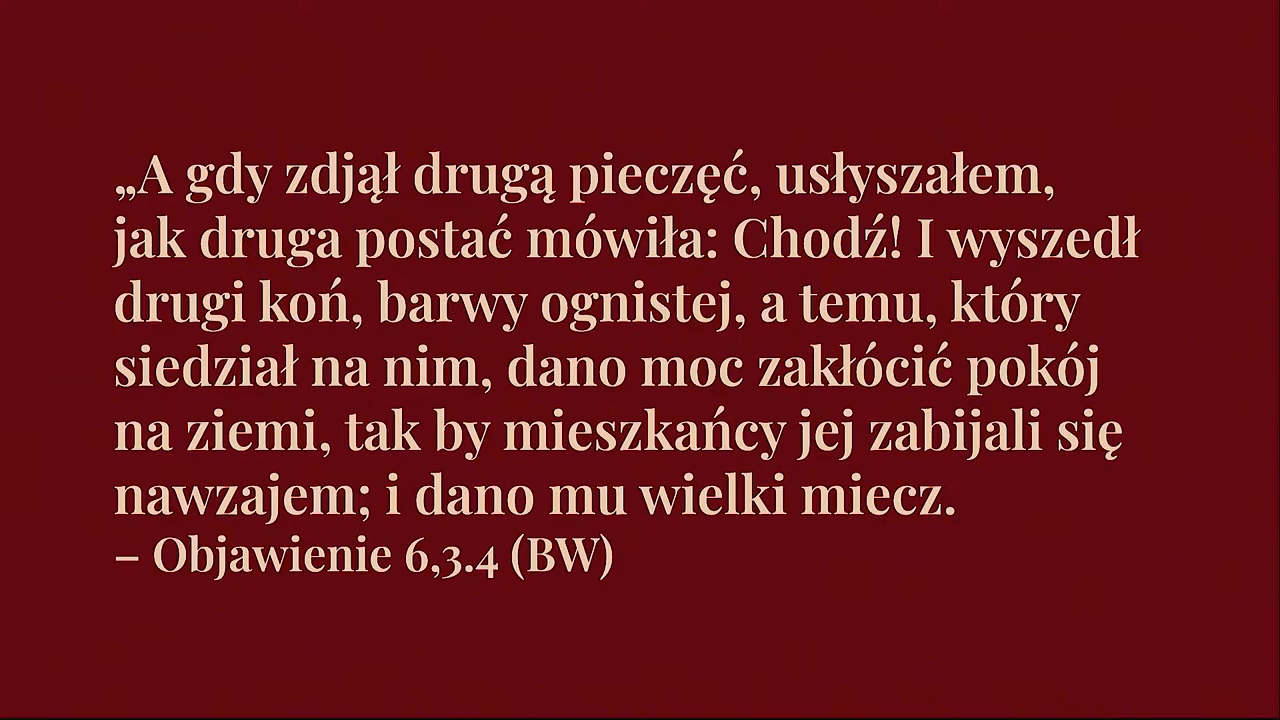 „A gdy zdjął drugą pieczęć, usłyszałem,
jak druga postać mówiła: Chodź! I wyszedł
drugi koń, barwy ognistej, a temu, który
siedział na nim, dano moc zakłócić pokój
na ziemi, tak by mieszkańcy jej zabijali się
nawzajem; i dano mu wielki miecz.
– Objawienie 6,3.4 (BW)